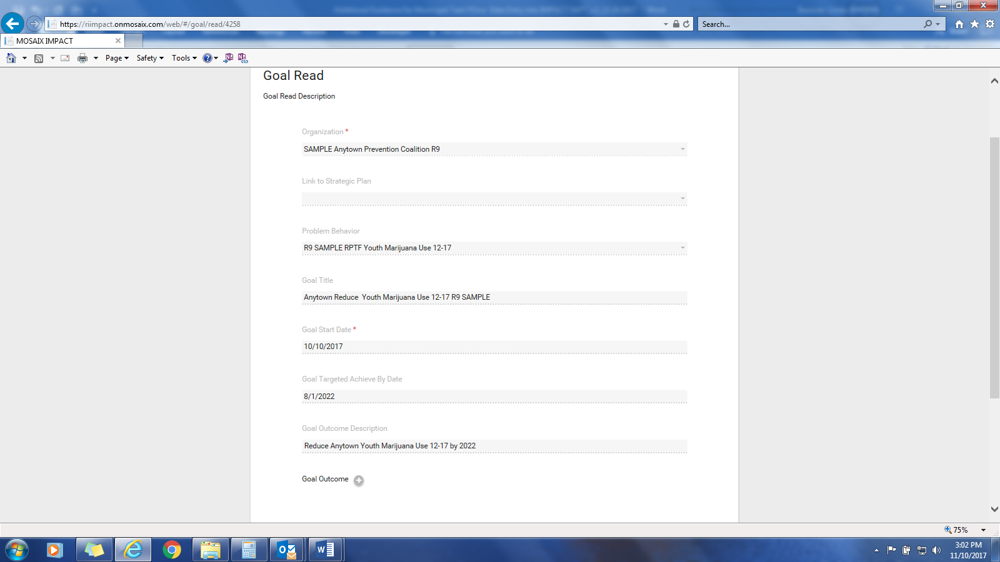 https://riimpact.onmosaix.com/web/#/goal/read/4258
Search...
MOSAIX IMPACT
Page
Safety
Tools
Goal Read
Goal Read Description
Organization *
SAMPLE Anytown Prevention Coalition R9
Link to Strategic Plan
Problem Behavior
R9 SAMPLE RPTF Youth Marijuana Use 12-17
Goal Title
Anytown Reduce  Youth Marijuana Use 12-17 R9 SAMPLE
Goal Start Date *
10/10/2017
Goal Targeted Achieve By Date
8/1/2022
Goal Outcome Description
Reduce Anytown Youth Marijuana Use 12-17 by 2022
Goal Outcome
75%
3:02 PM
11/10/2017